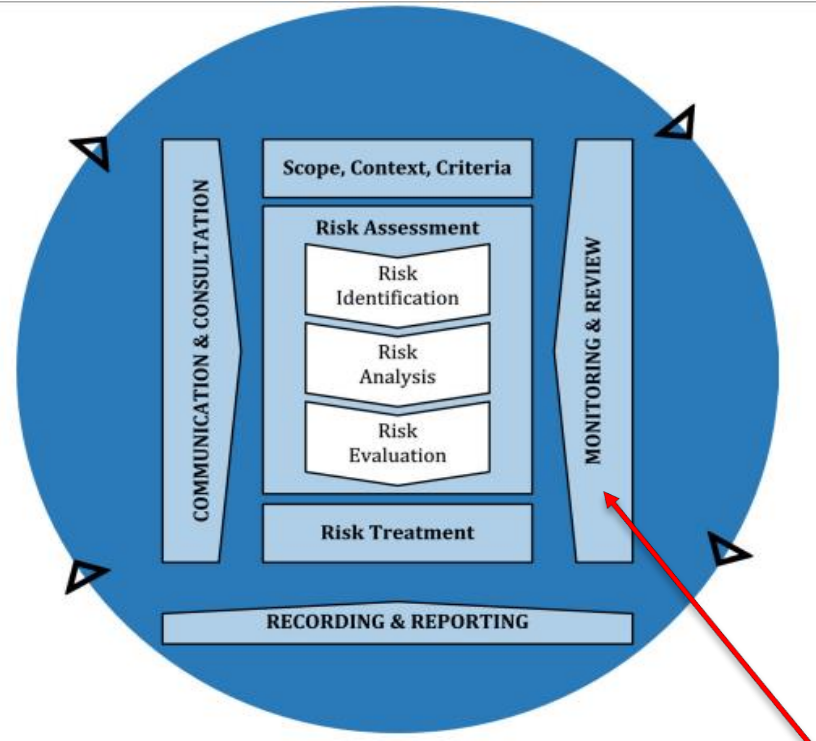 COMMUNICATION & CONSULTATION
Scope, Context, Criteria
Risk Assessment
Risk
Identification
Risk
Analysis
Risk
Evaluation
Risk Treatment
MONITORING & REVIEW
RECORDING & REPORTING